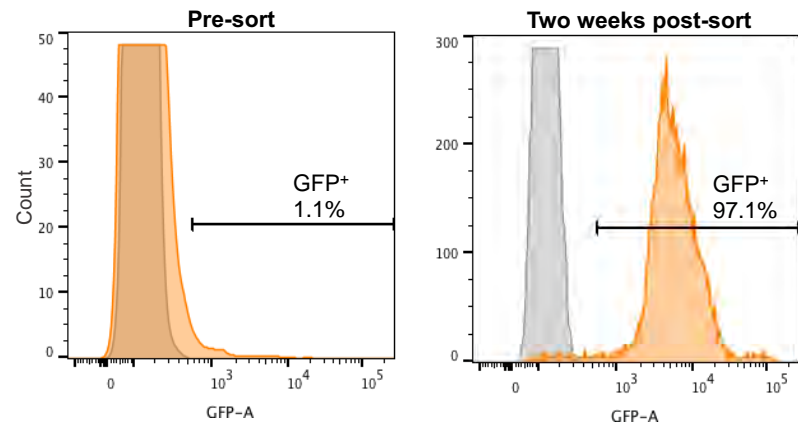 Pre-sort
50
40
30
20
10
0
Count
GFP⁺
1.1%
0
10³
10⁴
10⁵
GFP-A
Two weeks post-sort
300
200
100
0
GFP⁺
97.1%
0
10³
10⁴
10⁵
GFP-A